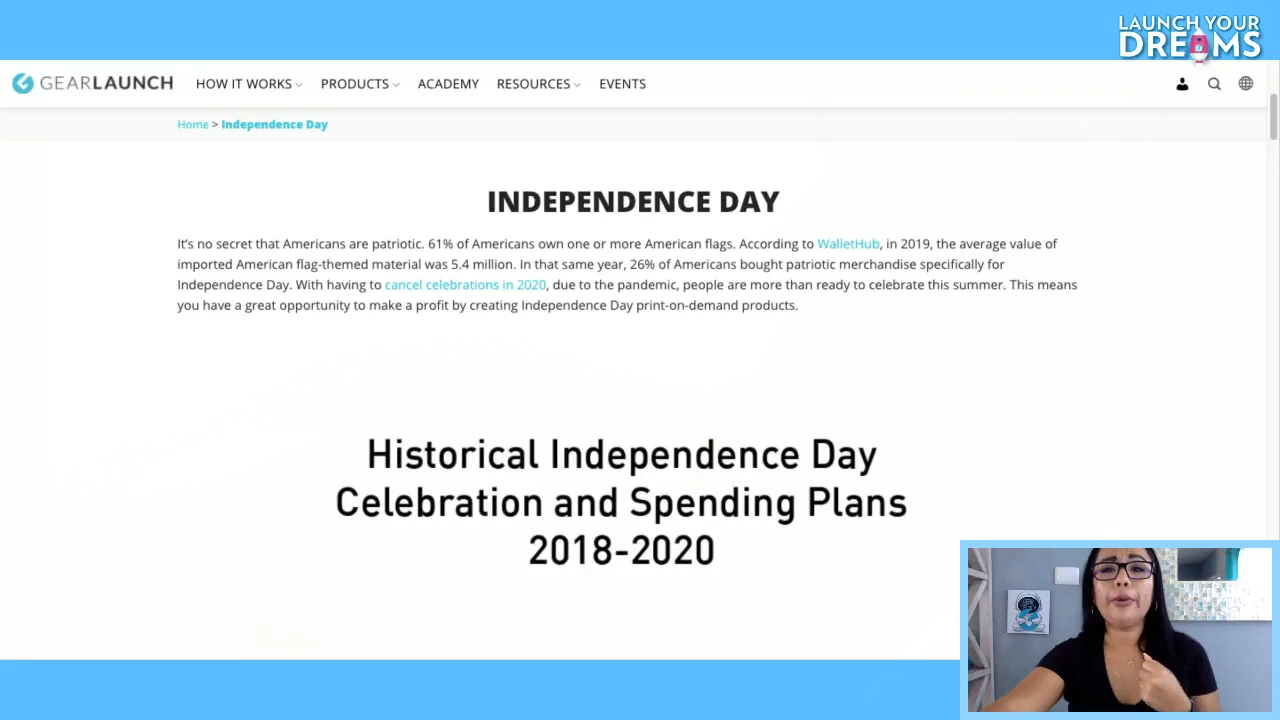 LAUNCH YOUR
DREAMS
GEARLAUNCH
HOW IT WORKS
PRODUCTS
ACADEMY
RESOURCES
EVENTS
Home > Independence Day
INDEPENDENCE DAY
It's no secret that Americans are patriotic. 61% of Americans own one or more American flags. According to WalletHub, in 2019, the average value of
imported American flag-themed material was 5.4 million. In that same year, 26% of Americans bought patriotic merchandise specifically for
Independence Day. With having to cancel celebrations in 2020, due to the pandemic, people are more than ready to celebrate this summer. This means
you have a great opportunity to make a profit by creating Independence Day print-on-demand products.
Historical Independence Day
Celebration and Spending Plans
2018-2020